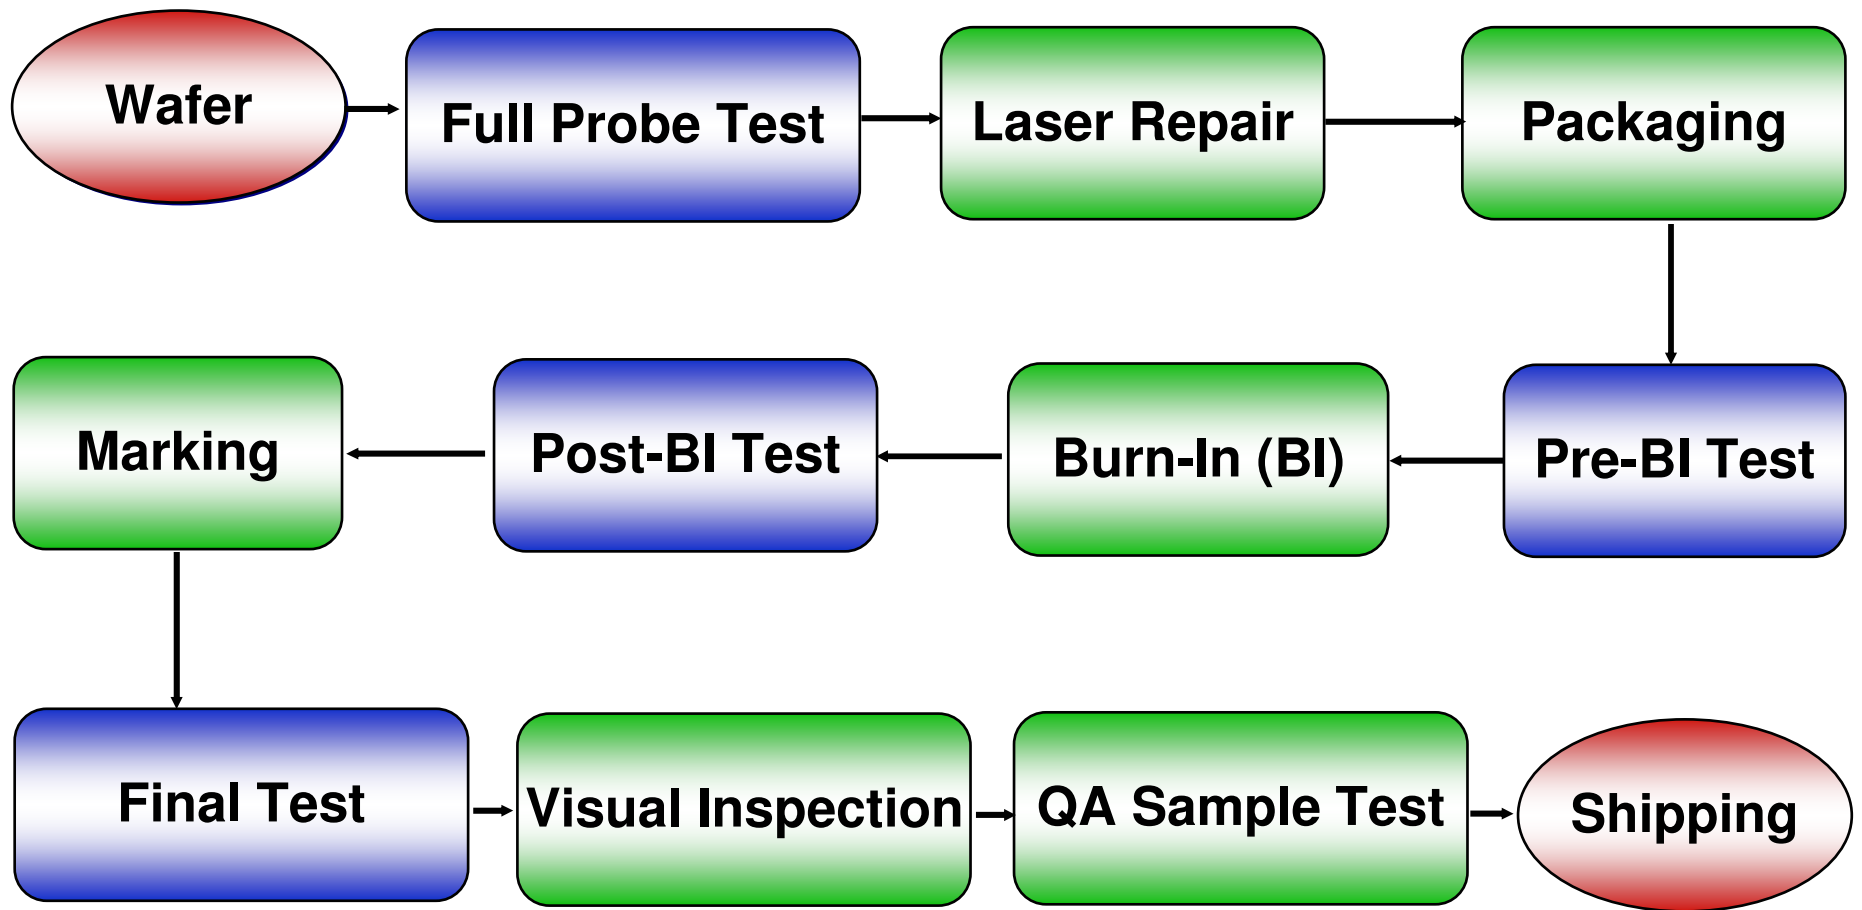 Wafer
Full Probe Test
Laser Repair
Packaging
Marking
Post-BI Test
Burn-In (BI)
Pre-BI Test
Final Test
Visual Inspection
QA Sample Test
Shipping